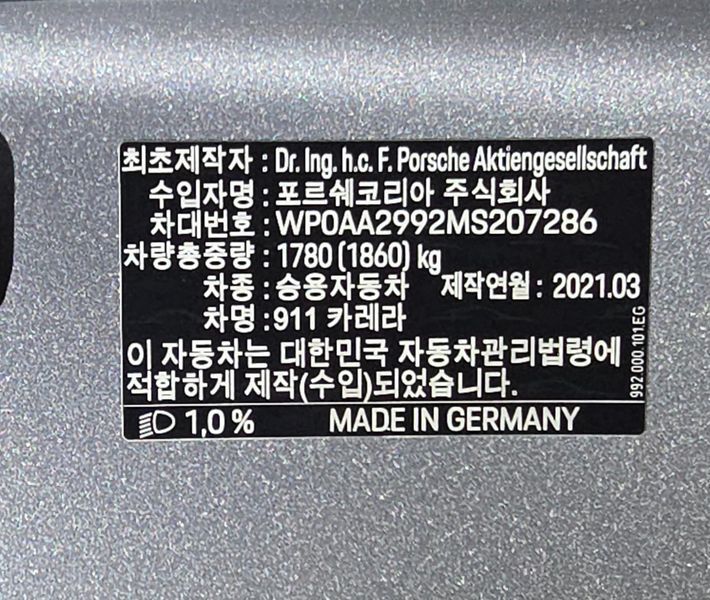 최초제작자 : Dr. Ing. h.c. F. Porsche Aktiengesellschaft
수입자명 : 포르쉐코리아 주식회사
차대번호 : WP0AA2992MS207286
차량총중량 : 1780 (1860) kg
차종 : 승용자동차 제작연월 : 2021.03
차명 : 911 카레라
이 자동차는 대한민국 자동차관리법령에
적합하게 제작(수입)되었습니다.
992.000.101.EG
1,0 % MADE IN GERMANY